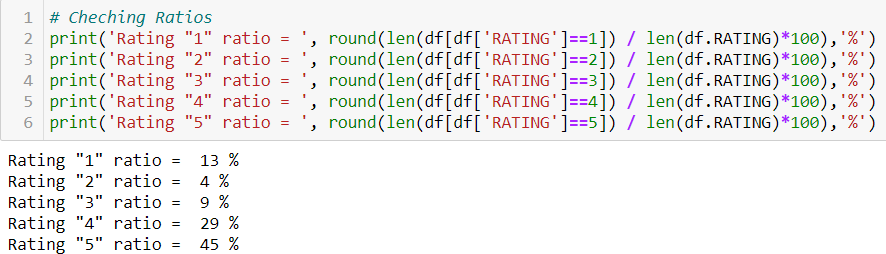 1 # Cheching Ratios
2 print('Rating "1" ratio = ', round(len(df[df['RATING']==1]) / len(df.RATING)*100),'%')
3 print('Rating "2" ratio = ', round(len(df[df['RATING']==2]) / len(df.RATING)*100),'%')
4 print('Rating "3" ratio = ', round(len(df[df['RATING']==3]) / len(df.RATING)*100),'%')
5 print('Rating "4" ratio = ', round(len(df[df['RATING']==4]) / len(df.RATING)*100),'%')
6 print('Rating "5" ratio = ', round(len(df[df['RATING']==5]) / len(df.RATING)*100),'%')
Rating "1" ratio =  13 %
Rating "2" ratio =  4 %
Rating "3" ratio =  9 %
Rating "4" ratio =  29 %
Rating "5" ratio =  45 %